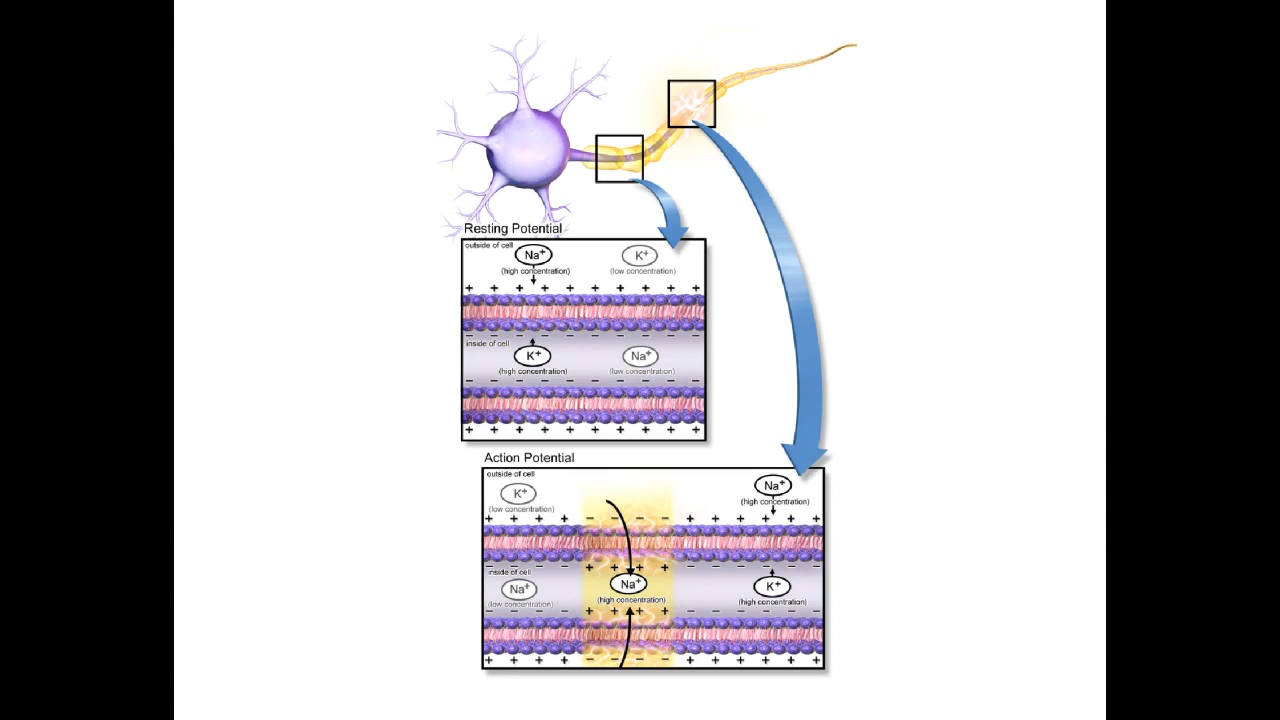 Resting Potential
outside of cell
Na+ K+
(high concentration) (low concentration)
+ + + + + + + + + +
− − − − − − − − − −
inside of cell
K+ Na+
(high concentration) (low concentration)
− − − − − − − − − −
+ + + + + + + + + +
Action Potential
outside of cell
K+ Na+
(low concentration) (high concentration)
+ + + + − − − − + + + + + +
− − − − + + + + − − − − − −
inside of cell
Na+ Na+ K+
(low concentration) (high concentration) (high concentration)
− − − − + + + + − − − − − −
+ + + + − − − − + + + + + +